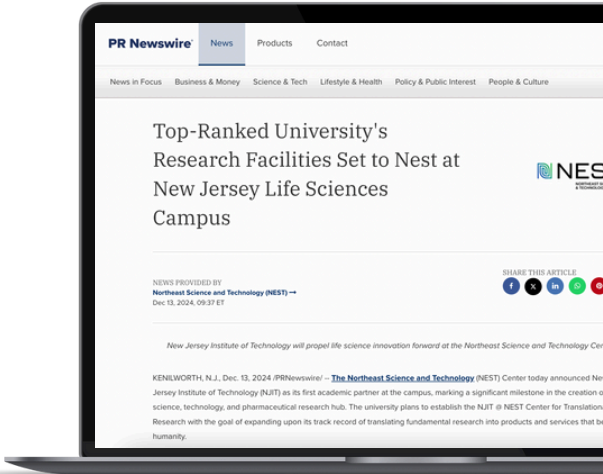 PR Newswire News Products Contact
News in Focus Business & Money Science & Tech Lifestyle & Health Policy & Public Interest People & Culture
Top-Ranked University's
Research Facilities Set to Nest at
New Jersey Life Sciences
Campus
NES
NEWS PROVIDED BY
Northeast Science and Technology (NEST)
Dec 13, 2024, 09:37 ET
SHARE THIS ARTICLE
New Jersey Institute of Technology will propel life science innovation forward at the Northeast Science and Technology Cen
KENILWORTH, N.J., Dec. 13, 2024 /PRNewswire/ -- The Northeast Science and Technology (NEST) Center today announced New
Jersey Institute of Technology (NJIT) as its first academic partner at the campus, marking a significant milestone in the creation o
science, technology, and pharmaceutical research hub. The university plans to establish the NJIT @ NEST Center for Translation
Research with the goal of expanding upon its track record of translating fundamental research into products and services that be
humanity.